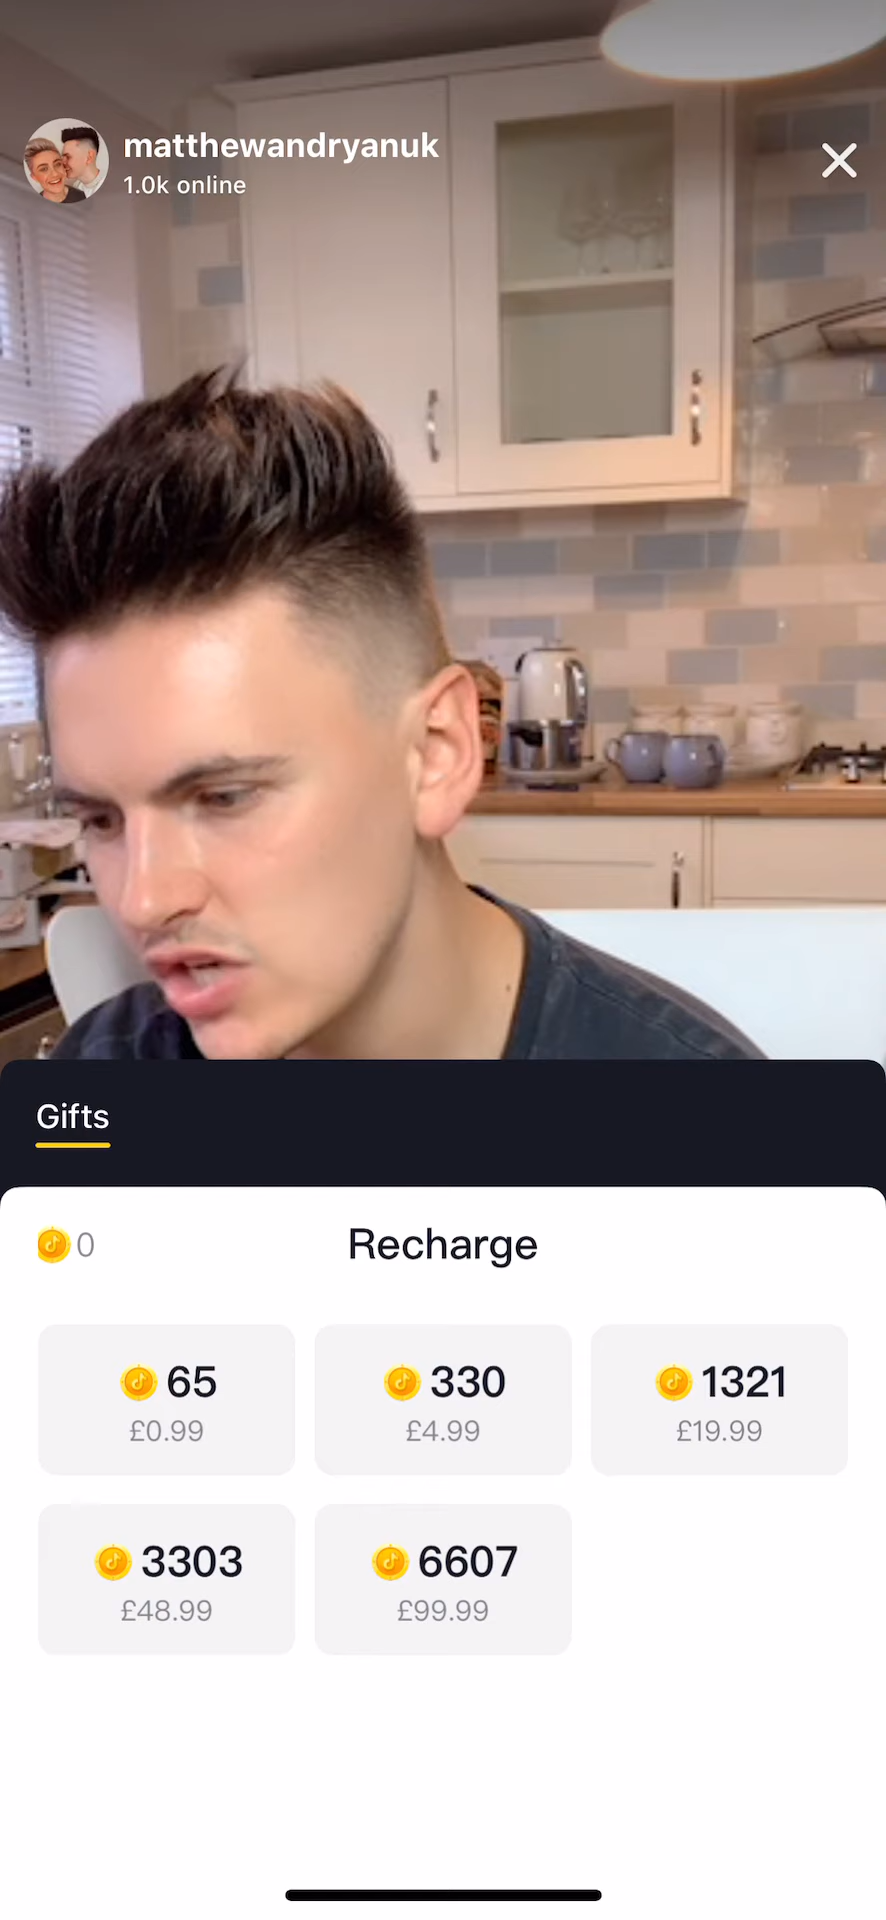 matthewandryanuk
1.0k online
Gifts
0
Recharge
65
£0.99
330
£4.99
1321
£19.99
3303
£48.99
6607
£99.99